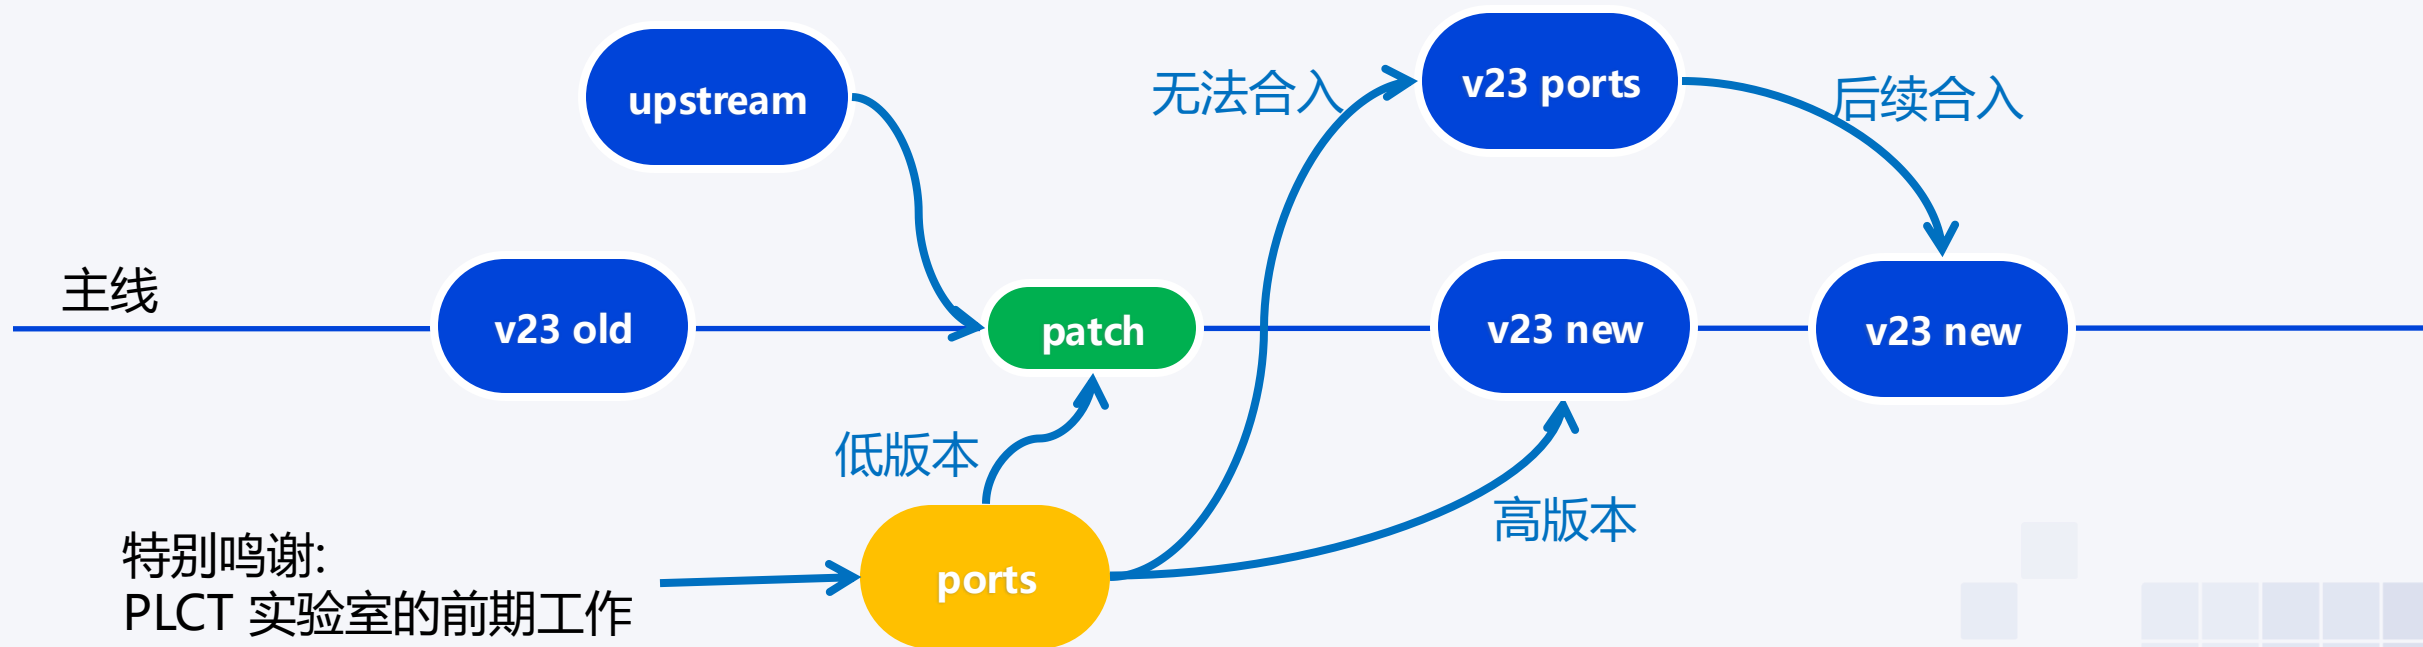 upstream
无法合入
v23 ports
后续合入
主线
v23 old
patch
v23 new
v23 new
低版本
高版本
特别鸣谢:
PLCT 实验室的前期工作
ports